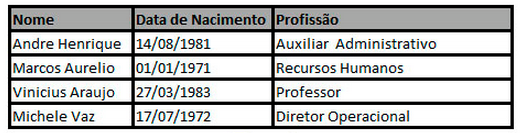 Nome Data de Nacimento Profissão
Andre Henrique 14/08/1981 Auxiliar Administrativo
Marcos Aurelio 01/01/1971 Recursos Humanos
Vinicius Araujo 27/03/1983 Professor
Michele Vaz 17/07/1972 Diretor Operacional